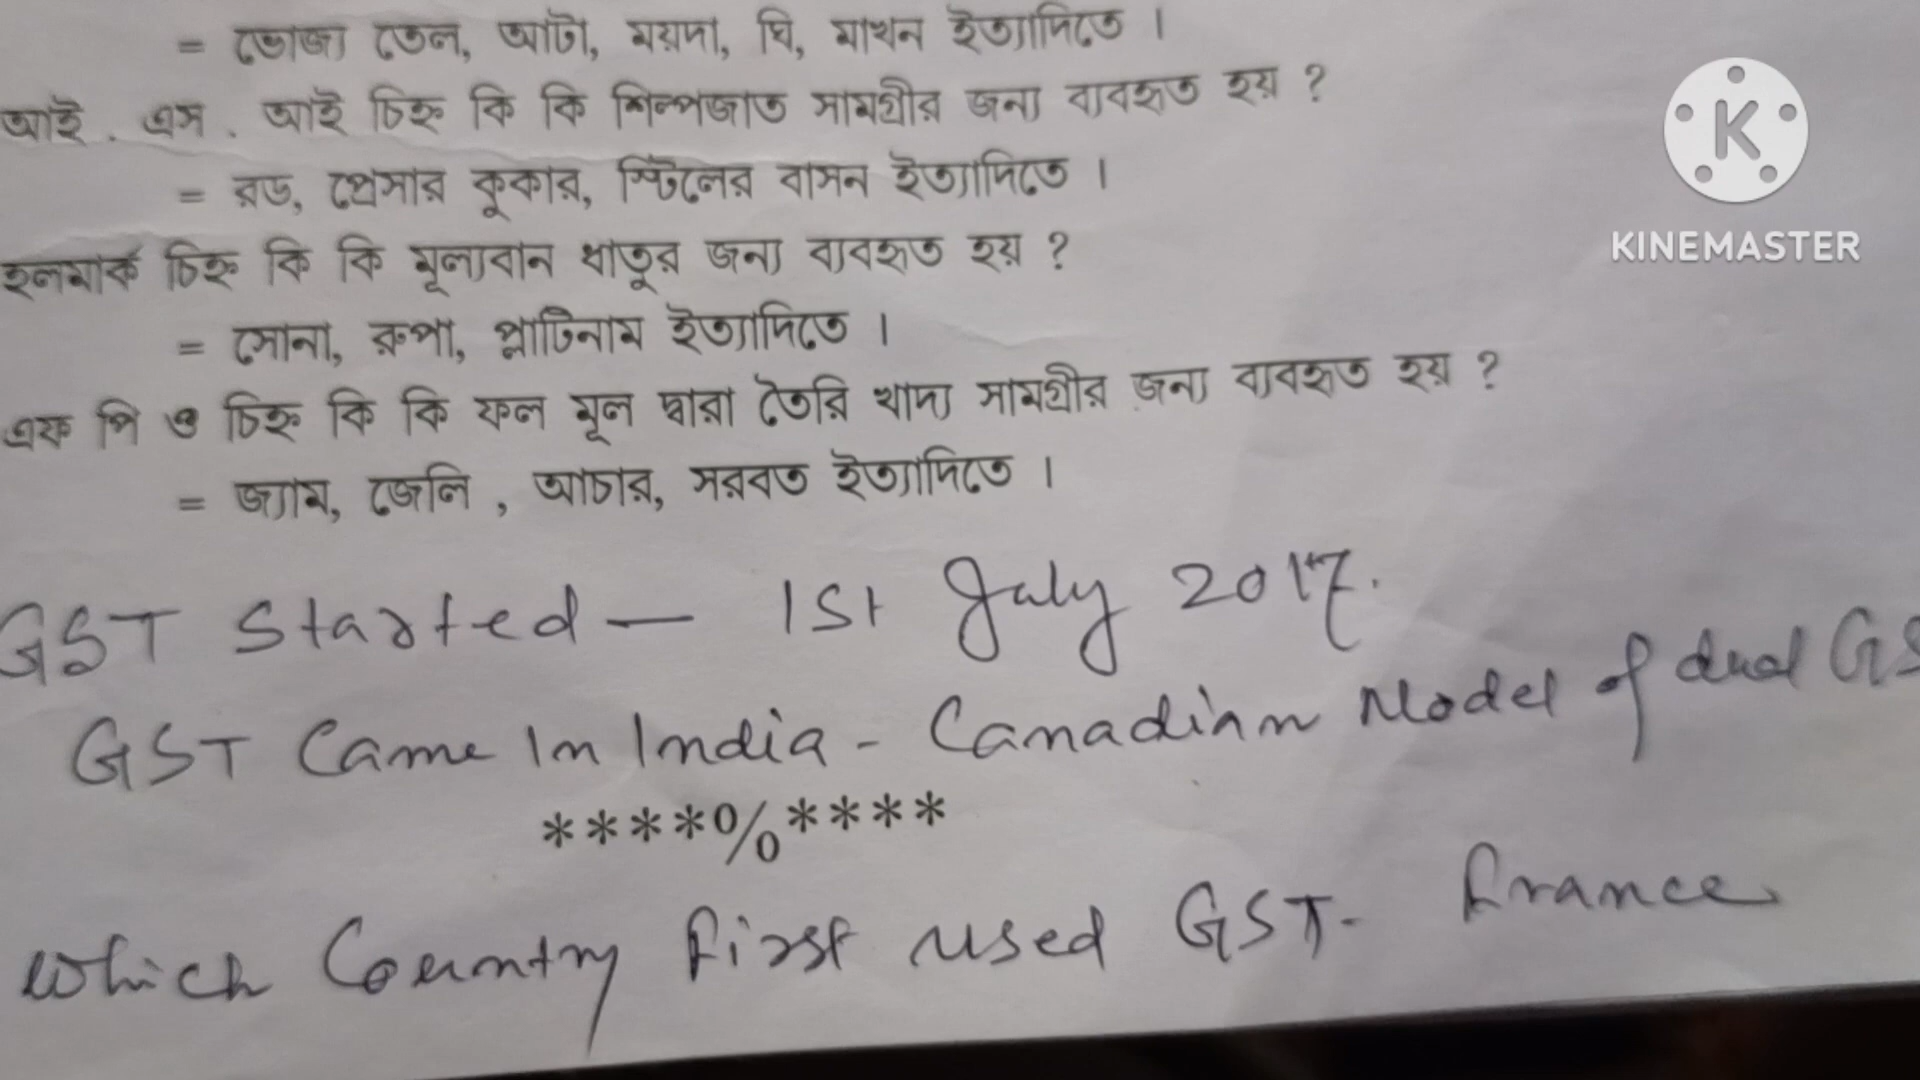 = ভোজ্য তেল, আটা, ময়দা, ঘি, মাখন ইত্যাদিতে ।
আই . এস . আই চিহ্ন কি কি শিল্পজাত সামগ্রীর জন্য ব্যবহৃত হয় ?
= রড, প্রেসার কুকার, স্টিলের বাসন ইত্যাদিতে ।
হলমার্ক চিহ্ন কি কি মূল্যবান ধাতুর জন্য ব্যবহৃত হয় ?
= সোনা, রুপা, প্লাটিনাম ইত্যাদিতে ।
এফ পি ও চিহ্ন কি কি ফল মূল দ্বারা তৈরি খাদ্য সামগ্রীর জন্য ব্যবহৃত হয় ?
= জ্যাম, জেলি , আচার, সরবত ইত্যাদিতে ।
GST Started — 1St July 2017.
GST Came In India - Canadian Model of dual GS
****%****
which Country first used GST- france
K
KINEMASTER